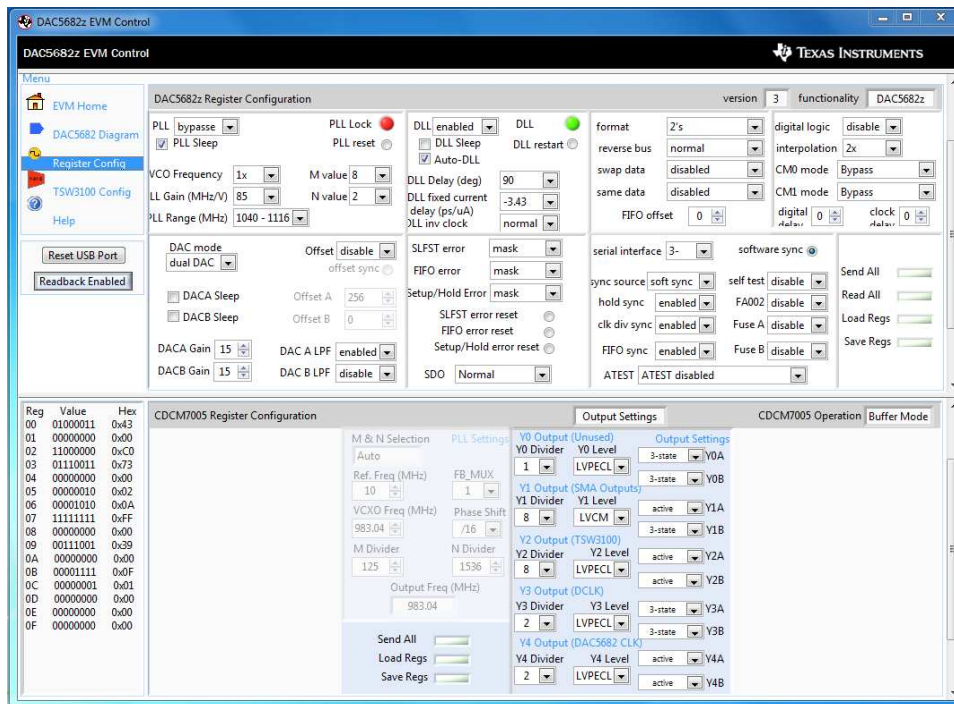 DAC5682z EVM Control
DAC5682z EVM Control
TEXAS INSTRUMENTS
Menu
EVM Home
DAC5682 Diagram
Register Config
TSW3100 Config
Help
Reset USB Port
Readback Enabled
DAC5682z Register Configuration
version 3 functionality DAC5682z
PLL bypasse
PLL Lock
PLL Sleep
PLL reset
VCO Frequency 1x
M value 8
LL Gain (MHz/V) 85
N value 2
PLL Range (MHz) 1040 - 1116
DLL enabled
DLL
DLL Sleep
DLL restart
Auto-DLL
DLL Delay (deg) 90
DLL fixed current
delay (ps/uA) -3.43
DLL inv clock normal
format 2's
reverse bus normal
swap data disabled
same data disabled
FIFO offset 0
digital logic disable
interpolation 2x
CM0 mode Bypass
CM1 mode Bypass
digital delay 0
clock delay 0
DAC mode
dual DAC
Offset disable
offset sync
DACA Sleep
Offset A 256
DACB Sleep
Offset B 0
DACA Gain 15
DAC A LPF enabled
DACB Gain 15
DAC B LPF disable
SLFST error mask
FIFO error mask
Setup/Hold Error mask
SLFST error reset
FIFO error reset
Setup/Hold error reset
SDO Normal
serial interface 3-
software sync
sync source soft sync
self test disable
hold sync enabled
FA002 disable
clk div sync enabled
Fuse A disable
FIFO sync enabled
Fuse B disable
ATEST ATEST disabled
Send All
Read All
Load Regs
Save Regs
Reg Value Hex
00 01000011 0x43
01 00000000 0x00
02 11000000 0xC0
03 01110011 0x73
04 00000000 0x00
05 00000010 0x02
06 00001010 0x0A
07 11111111 0xFF
08 00000000 0x00
09 00111001 0x39
0A 00000000 0x00
0B 00001111 0x0F
0C 00000001 0x01
0D 00000000 0x00
0E 00000000 0x00
0F 00000000 0x00
CDCM7005 Register Configuration
Output Settings
CDCM7005 Operation Buffer Mode
M & N Selection
PLL Settings
Auto
Ref. Freq (MHz)
FB_MUX
10
1
VCXO Freq (MHz)
Phase Shift
983.04
/16
M Divider
N Divider
125
1536
Output Freq (MHz)
983.04
Send All
Load Regs
Save Regs
Y0 Output (Unused)
Output Settings
Y0 Divider Y0 Level
1 LVPECL
3-state Y0A
3-state Y0B
Y1 Output (SMA Outputs)
Y1 Divider Y1 Level
8 LVCM
active Y1A
3-state Y1B
Y2 Output (TSW3100)
Y2 Divider Y2 Level
8 LVPECL
active Y2A
active Y2B
Y3 Output (DCLK)
Y3 Divider Y3 Level
2 LVPECL
3-state Y3A
3-state Y3B
Y4 Output (DAC5682 CLK)
Y4 Divider Y4 Level
2 LVPECL
active Y4A
active Y4B